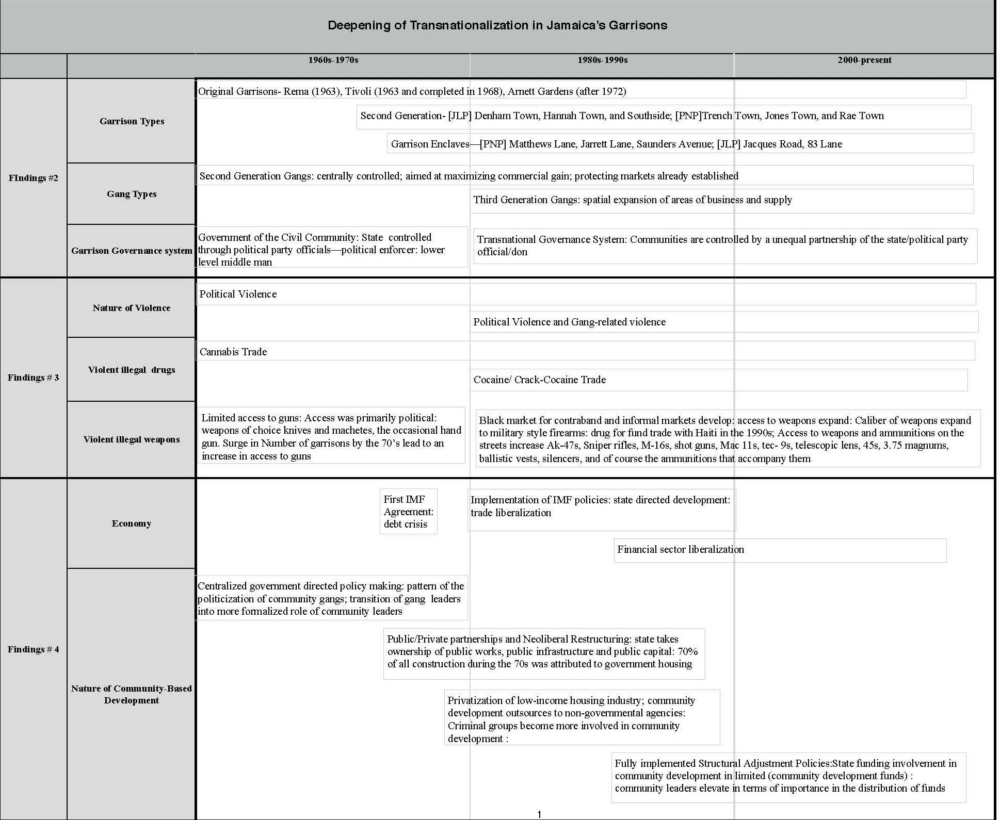 Deepening of Transnationalization in Jamaica's Garrisons
1960s-1970s
1980s-1990s
2000-present
FIndings #2
Garrison Types
Original Garrisons- Rema (1963), Tivoli (1963 and completed in 1968), Arnett Gardens (after 1972)
Second Generation- [JLP] Denham Town, Hannah Town, and Southside; [PNP]Trench Town, Jones Town, and Rae Town
Garrison Enclaves—[PNP] Matthews Lane, Jarrett Lane, Saunders Avenue; [JLP] Jacques Road, 83 Lane
Gang Types
Second Generation Gangs: centrally controlled; aimed at maximizing commercial gain; protecting markets already established
Third Generation Gangs: spatial expansion of areas of business and supply
Garrison Governance system
Government of the Civil Community: State  controlled
through political party officials—political enforcer: lower
level middle man
Transnational Governance System: Communities are controlled by a unequal partnership of the state/political party
official/don
Findings # 3
Nature of Violence
Political Violence
Political Violence and Gang-related violence
Violent illegal  drugs
Cannabis Trade
Cocaine/ Crack-Cocaine Trade
Violent illegal weapons
Limited access to guns: Access was primarily political:
weapons of choice knives and machetes, the occasional hand
gun. Surge in Number of garrisons by the 70's lead to an
increase in access to guns
Black market for contraband and informal markets develop: access to weapons expand: Caliber of weapons expand
to military style firearms: drug for fund trade with Haiti in the 1990s; Access to weapons and ammunitions on the
streets increase Ak-47s, Sniper rifles, M-16s, shot guns, Mac 11s, tec- 9s, telescopic lens, 45s, 3.75 magnums,
ballistic vests, silencers, and of course the ammunitions that accompany them
Findings # 4
Economy
First IMF
Agreement:
debt crisis
Implementation of IMF policies: state directed development:
trade liberalization
Financial sector liberalization
Nature of Community-Based
Development
Centralized government directed policy making: pattern of the
politicization of community gangs; transition of gang  leaders
into more formalized role of community leaders
Public/Private partnerships and Neoliberal Restructuring: state takes
ownership of public works, public infrastructure and public capital: 70%
of all construction during the 70s was attributed to government housing
Privatization of low-income housing industry; community
development outsources to non-governmental agencies:
Criminal groups become more involved in community
development :
Fully implemented Structural Adjustment Policies:State funding involvement in
community development in limited (community development funds) :
community leaders elevate in terms of importance in the distribution of funds
1